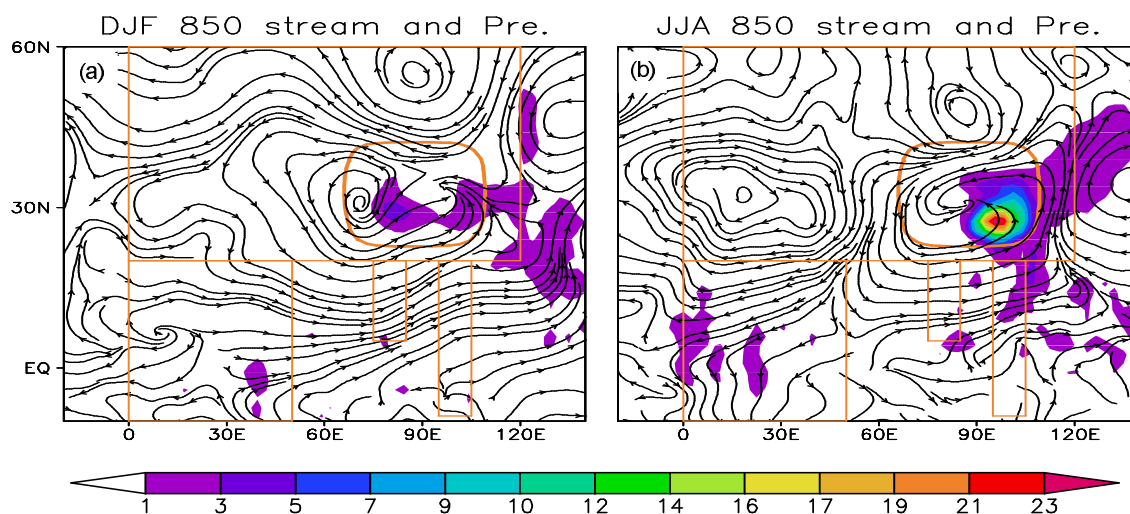 DJF 850 stream and Pre.
JJA 850 stream and Pre.
60N
(a)
(b)
30N
EQ
0 30E 60E 90E 120E
0 30E 60E 90E 120E
1 3 5 7 9 10 12 14 16 17 19 21 23